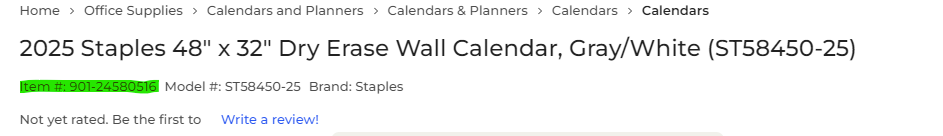 Home > Office Supplies > Calendars and Planners > Calendars & Planners > Calendars > Calendars
2025 Staples 48" x 32" Dry Erase Wall Calendar, Gray/White (ST58450-25)
Item #: 901-24580516 Model #: ST58450-25 Brand: Staples
Not yet rated. Be the first to Write a review!